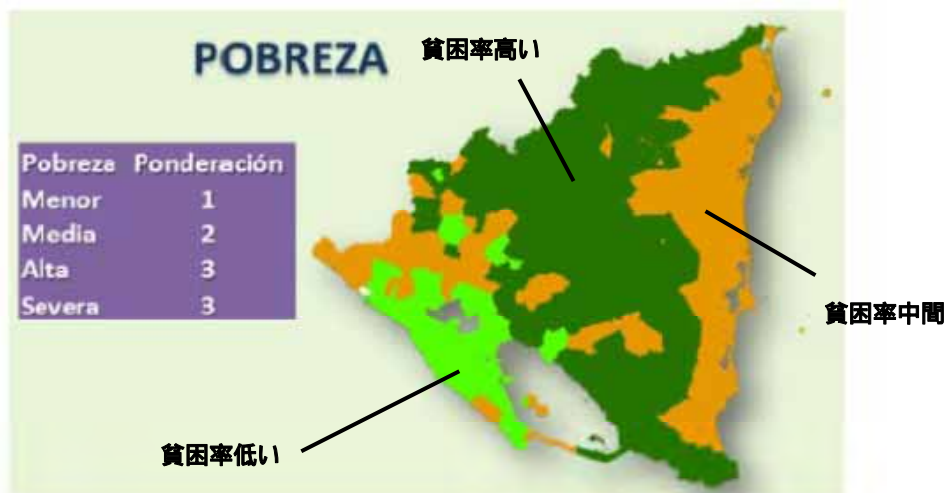 POBREZA
貧困率高い
Pobreza Ponderación
Menor 1
Media 2
Alta 3
Severa 3
貧困率中間
貧困率低い